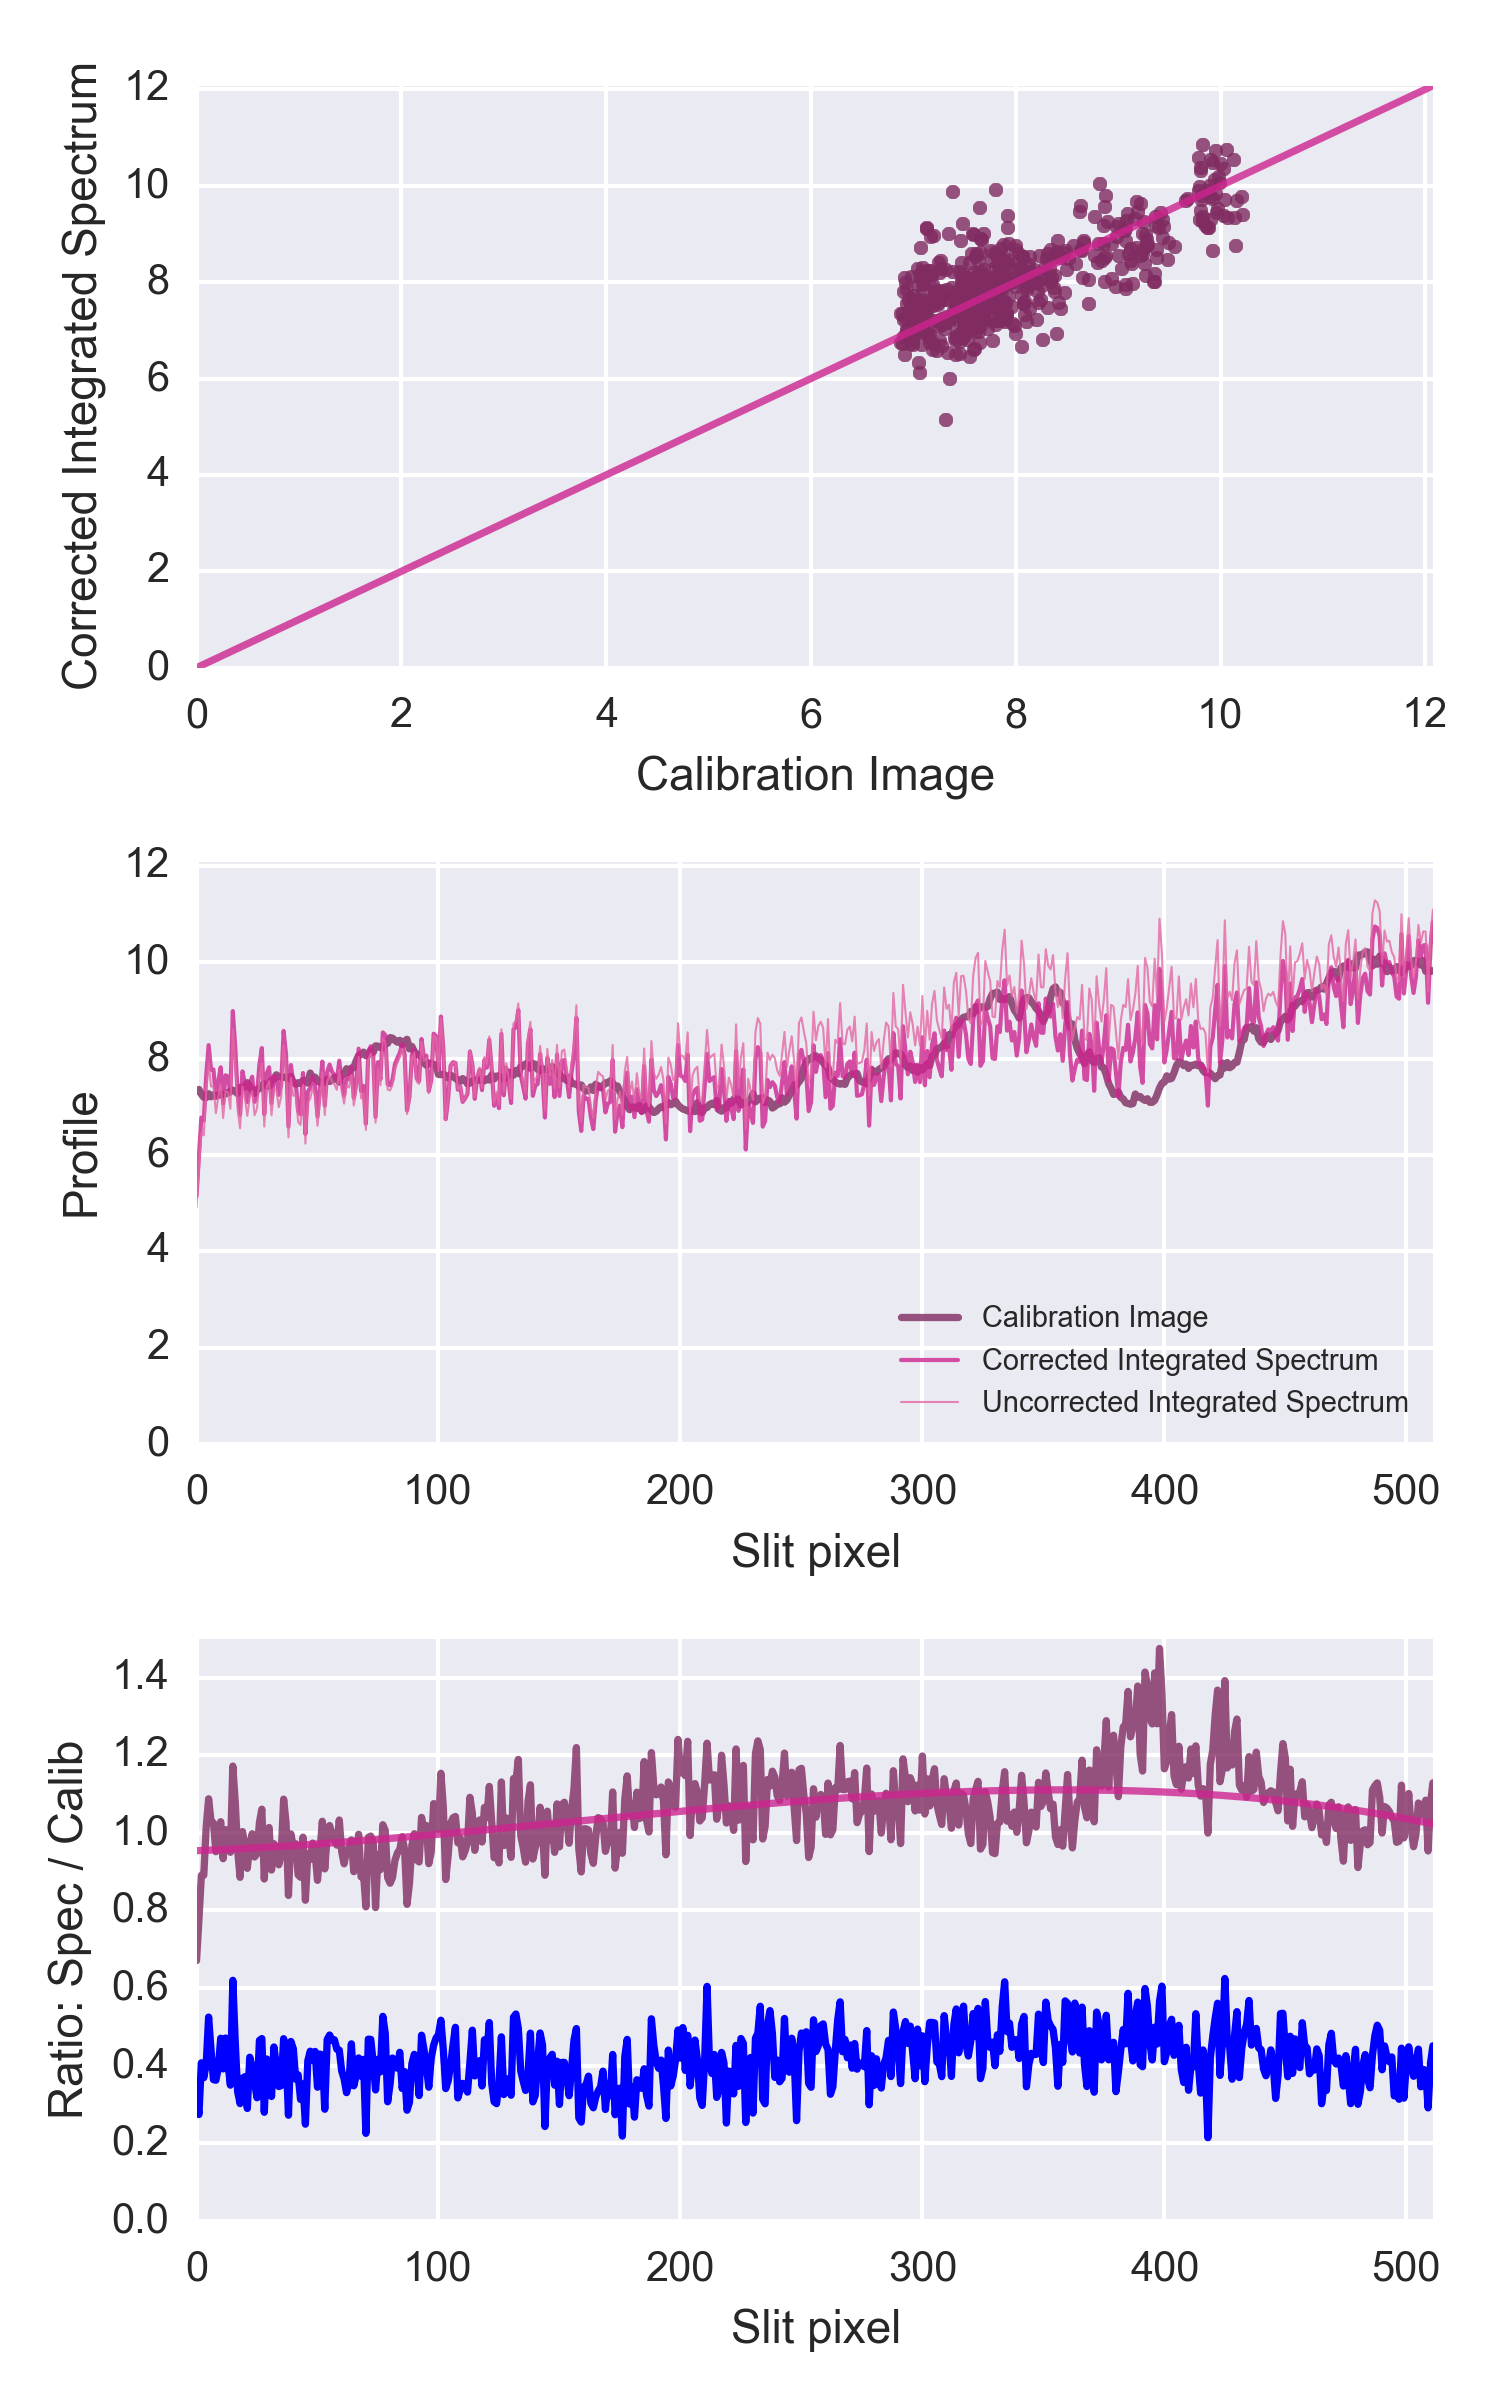 Corrected Integrated Spectrum
12
10
8
6
4
2
0
0 2 4 6 8 10 12
Calibration Image
Profile
12
10
8
6
4
2
0
Calibration Image
Corrected Integrated Spectrum
Uncorrected Integrated Spectrum
0 100 200 300 400 500
Slit pixel
Ratio: Spec / Calib
1.4
1.2
1.0
0.8
0.6
0.4
0.2
0.0
0 100 200 300 400 500
Slit pixel